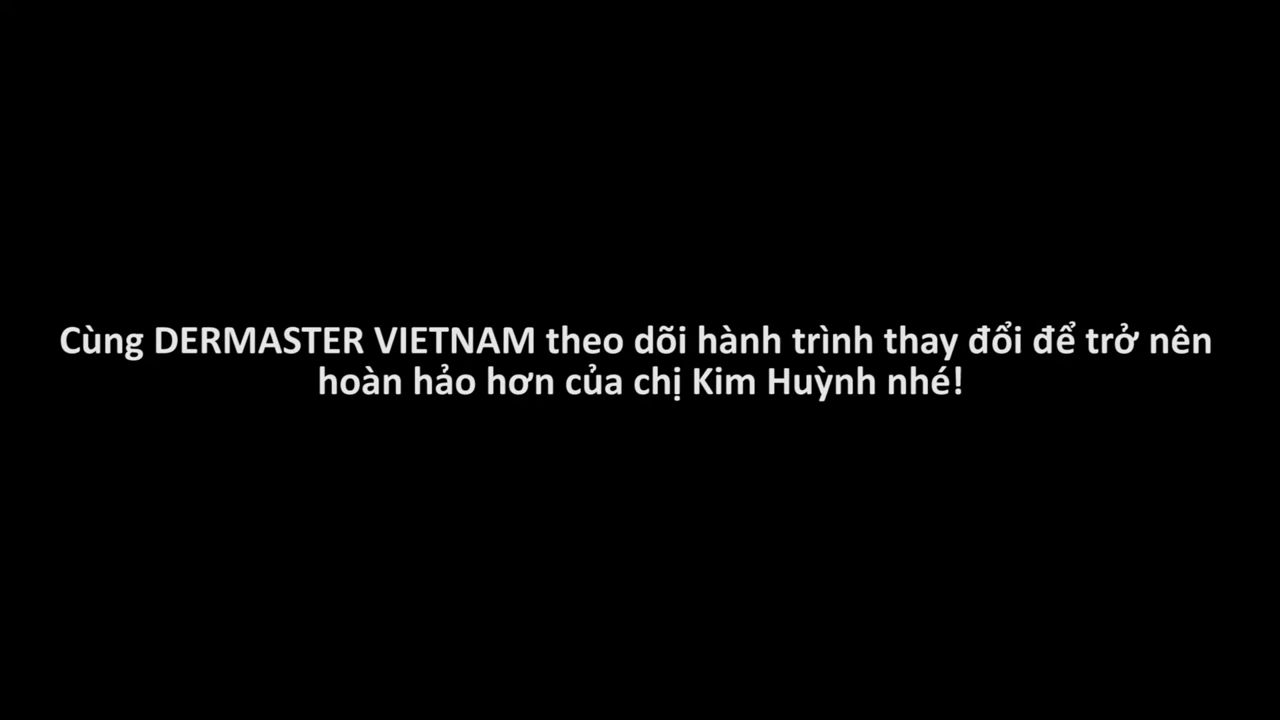 Cùng DERMASTER VIETNAM theo dõi hành trình thay đổi để trở nên
hoàn hảo hơn của chị Kim Huỳnh nhé!